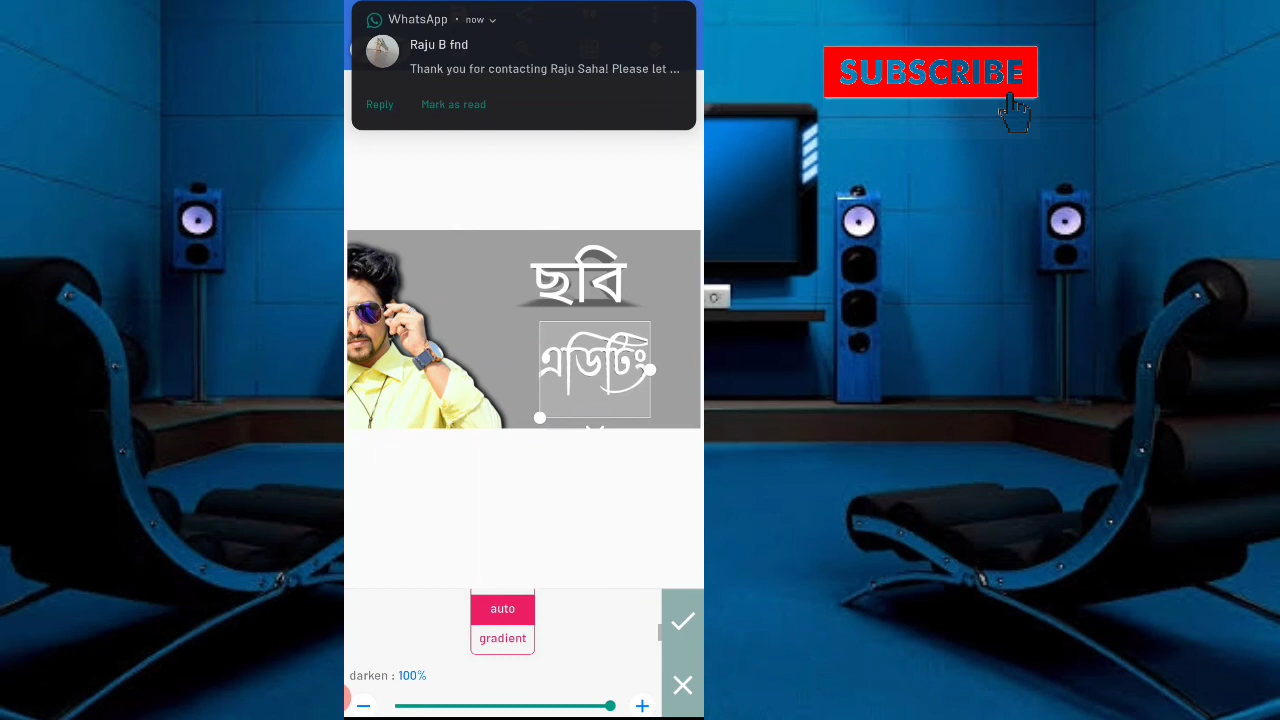 WhatsApp • now
Raju B fnd
Thank you for contacting Raju Saha! Please let ...
Reply Mark as read
SUBSCRIBE
ছবি
এডিটিং
auto
gradient
darken : 100%